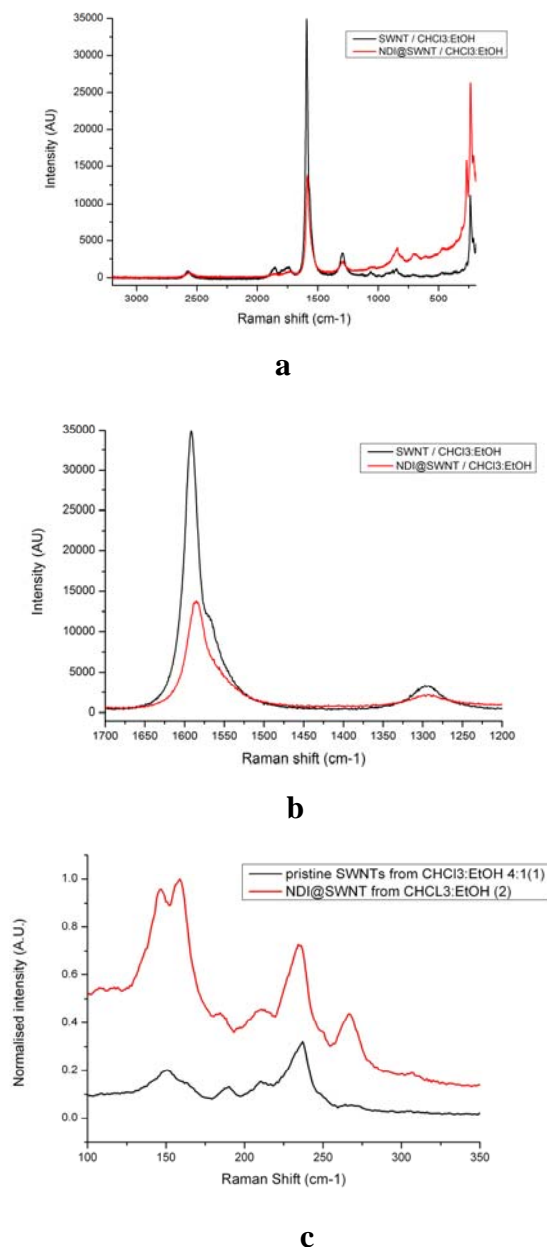 35000
30000
25000
20000
15000
10000
5000
0
Intensity (AU)
SWNT / CHCl3:EtOH
NDI@SWNT / CHCl3:EtOH
3000 2500 2000 1500 1000 500
Raman shift (cm-1)
a
35000
30000
25000
20000
15000
10000
5000
0
Intensity (AU)
SWNT / CHCl3:EtOH
NDI@SWNT / CHCl3:EtOH
1700 1650 1600 1550 1500 1450 1400 1350 1300 1250 1200
Raman shift (cm-1)
b
1.0
0.8
0.6
0.4
0.2
0.0
Normalised intensity (A.U.)
pristine SWNTs from CHCl3:EtOH 4:1(1)
NDI@SWNT from CHCL3:EtOH (2)
100 150 200 250 300 350
Raman Shift (cm-1)
c